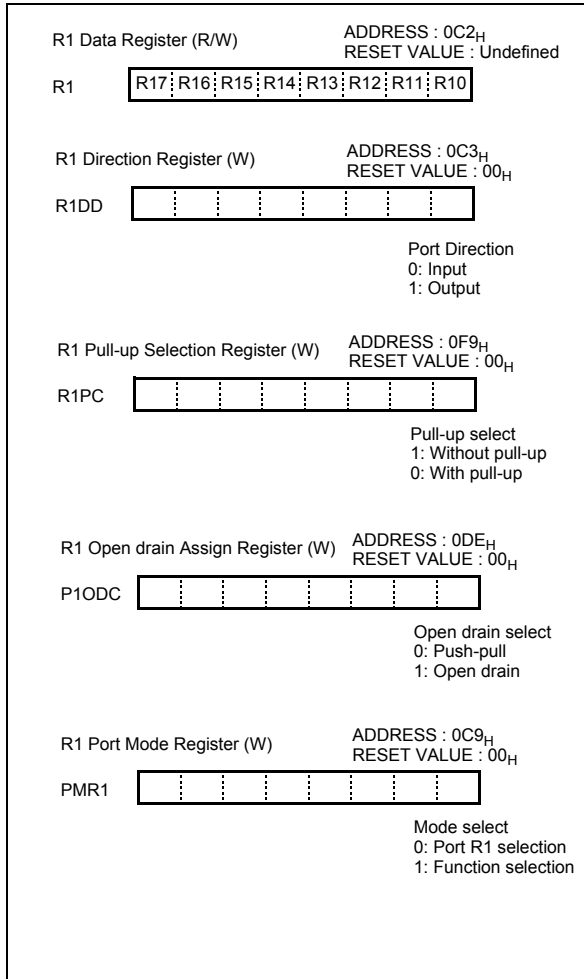 R1 Data Register (R/W) ADDRESS : 0C2H
RESET VALUE : Undefined
R1 R17 R16 R15 R14 R13 R12 R11 R10
R1 Direction Register (W) ADDRESS : 0C3H
RESET VALUE : 00H
R1DD
Port Direction
0: Input
1: Output
R1 Pull-up Selection Register (W) ADDRESS : 0F9H
RESET VALUE : 00H
R1PC
Pull-up select
1: Without pull-up
0: With pull-up
R1 Open drain Assign Register (W) ADDRESS : 0DEH
RESET VALUE : 00H
P1ODC
Open drain select
0: Push-pull
1: Open drain
R1 Port Mode Register (W) ADDRESS : 0C9H
RESET VALUE : 00H
PMR1
Mode select
0: Port R1 selection
1: Function selection